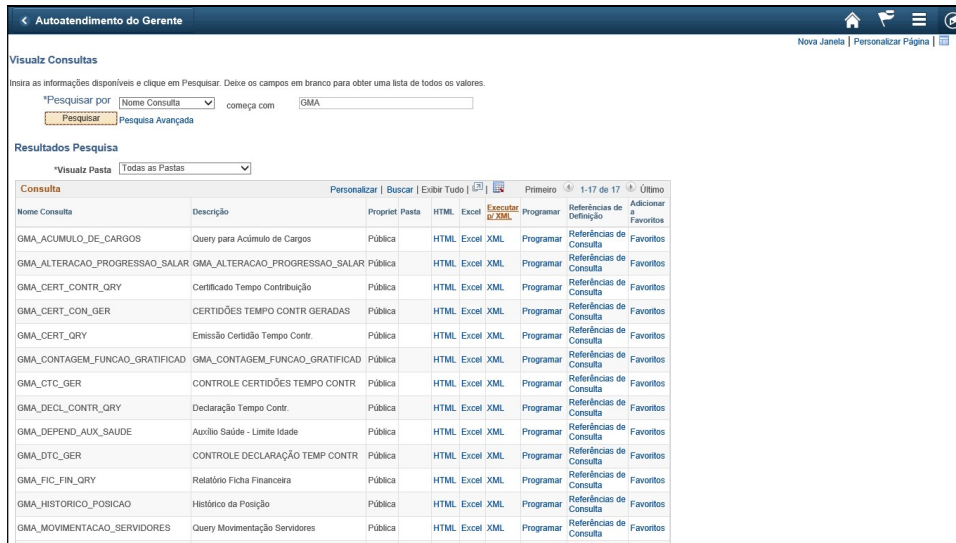 Autoatendimento do Gerente
Nova Janela | Personalizar Página |
Visualz Consultas
Insira as informações disponíveis e clique em Pesquisar. Deixe os campos em branco para obter uma lista de todos os valores.
*Pesquisar por Nome Consulta começa com GMA
Pesquisar Pesquisa Avançada
Resultados Pesquisa
*Visualz Pasta Todas as Pastas
Consulta Personalizar | Buscar | Exibir Tudo | | Primeiro 1-17 de 17 Último
Nome Consulta Descrição Propriet Pasta HTML Excel Executar p/ XML Programar Referências de Definição Adicionar a Favoritos
GMA_ACUMULO_DE_CARGOS Query para Acúmulo de Cargos Pública HTML Excel XML Programar Referências de Consulta Favoritos
GMA_ALTERACAO_PROGRESSAO_SALAR GMA_ALTERACAO_PROGRESSAO_SALAR Pública HTML Excel XML Programar Referências de Consulta Favoritos
GMA_CERT_CONTR_QRY Certificado Tempo Contribuição Pública HTML Excel XML Programar Referências de Consulta Favoritos
GMA_CERT_CON_GER CERTIDÕES TEMPO CONTR GERADAS Pública HTML Excel XML Programar Referências de Consulta Favoritos
GMA_CERT_QRY Emissão Certidão Tempo Contr. Pública HTML Excel XML Programar Referências de Consulta Favoritos
GMA_CONTAGEM_FUNCAO_GRATIFICAD GMA_CONTAGEM_FUNCAO_GRATIFICAD Pública HTML Excel XML Programar Referências de Consulta Favoritos
GMA_CTC_GER CONTROLE CERTIDÕES TEMPO CONTR Pública HTML Excel XML Programar Referências de Consulta Favoritos
GMA_DECL_CONTR_QRY Declaração Tempo Contr. Pública HTML Excel XML Programar Referências de Consulta Favoritos
GMA_DEPEND_AUX_SAUDE Auxílio Saúde - Limite Idade Pública HTML Excel XML Programar Referências de Consulta Favoritos
GMA_DTC_GER CONTROLE DECLARAÇÃO TEMP CONTR Pública HTML Excel XML Programar Referências de Consulta Favoritos
GMA_FIC_FIN_QRY Relatório Ficha Financeira Pública HTML Excel XML Programar Referências de Consulta Favoritos
GMA_HISTORICO_POSICAO Histórico da Posição Pública HTML Excel XML Programar Referências de Consulta Favoritos
GMA_MOVIMENTACAO_SERVIDORES Query Movimentação Servidores Pública HTML Excel XML Programar Referências de Consulta Favoritos